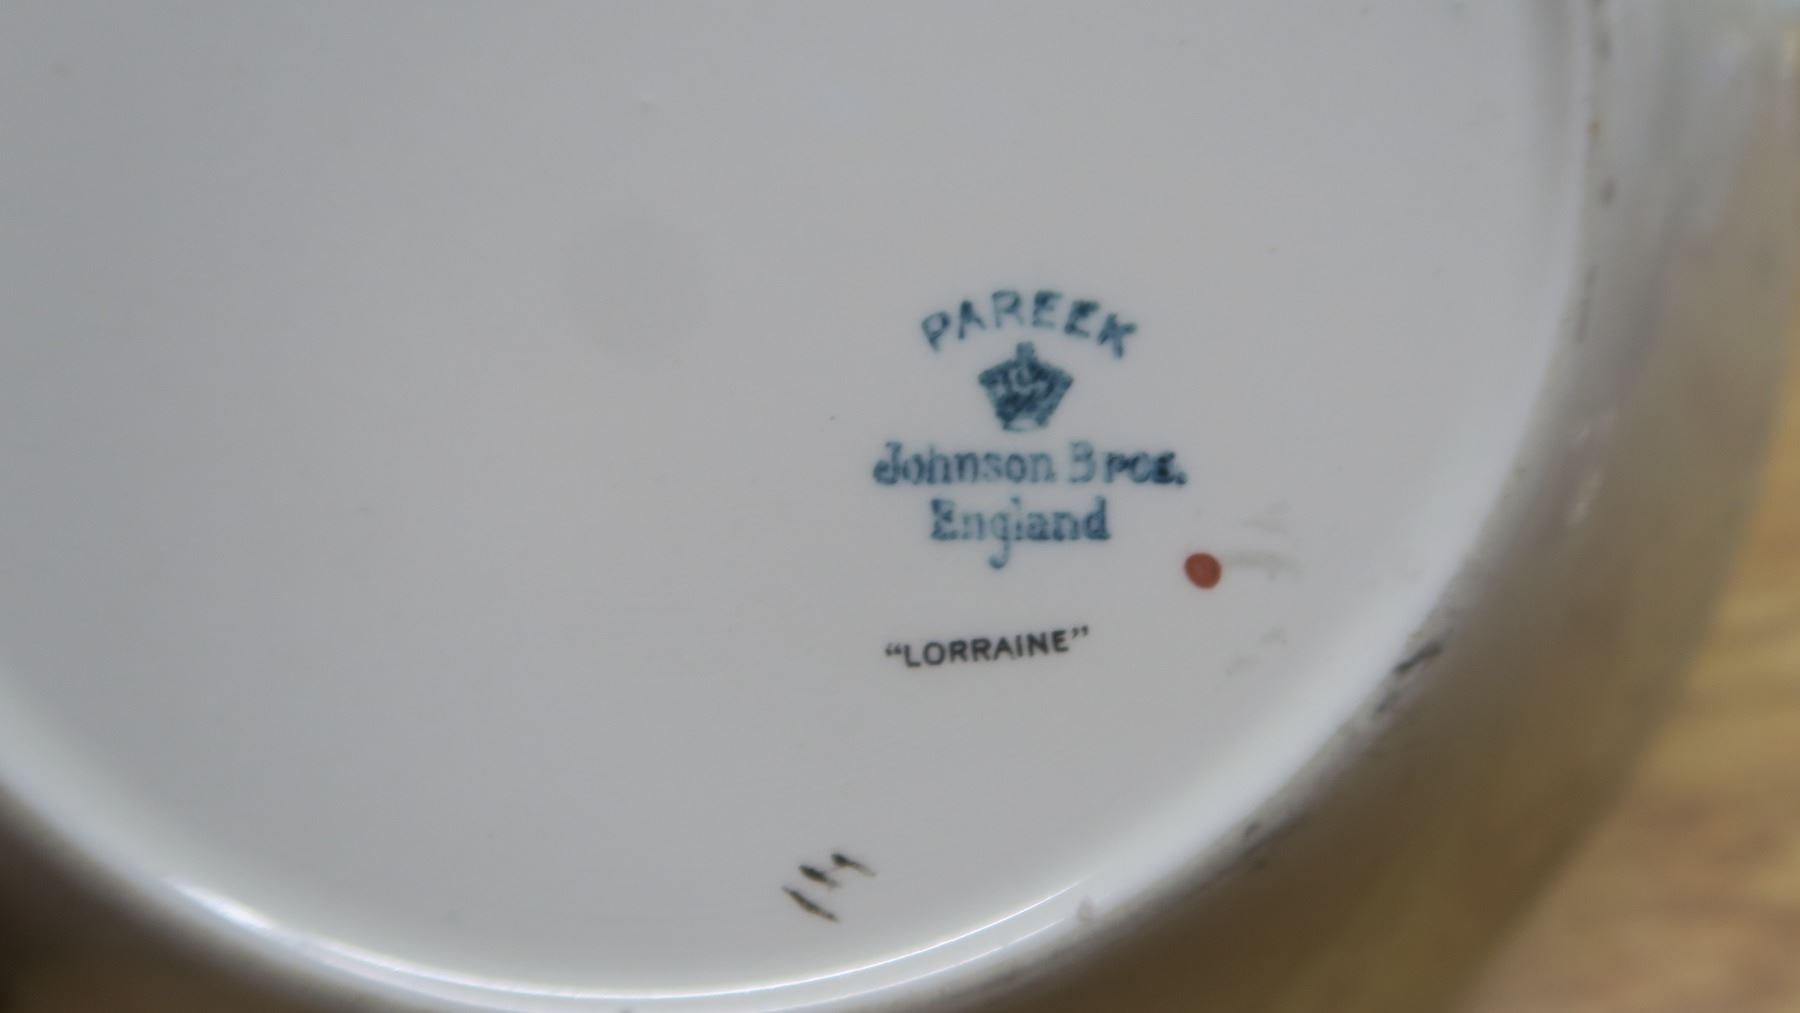 PAREEK
Johnson Bros.
England
"LORRAINE"